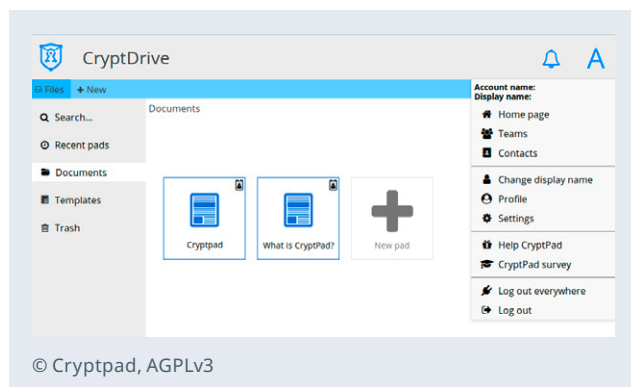 CryptDrive
A
Files
+ New
Account name:
Display name:
Search...
Recent pads
Documents
Templates
Trash
Documents
Cryptpad
What is CryptPad?
New pad
Home page
Teams
Contacts
Change display name
Profile
Settings
Help CryptPad
CryptPad survey
Log out everywhere
Log out
© Cryptpad, AGPLv3